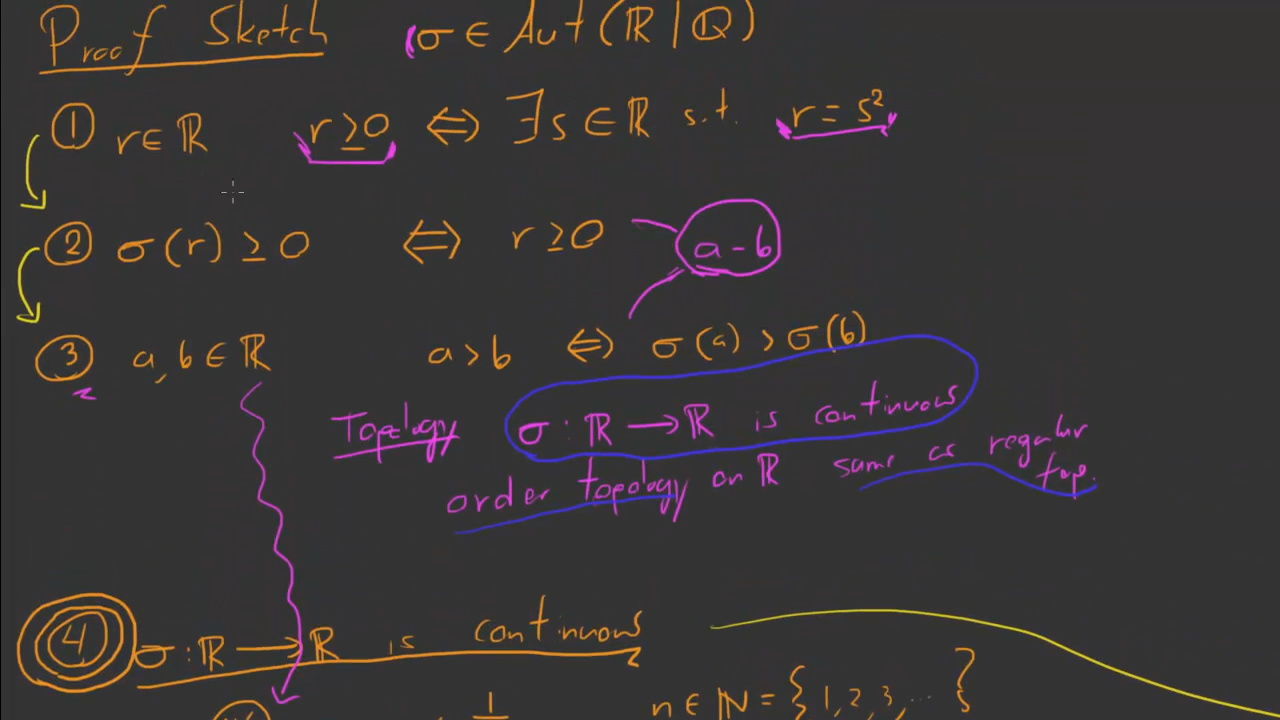 Proof Sketch σ ∈ Aut(ℝ | ℚ)
① r ∈ ℝ r ≥ 0 ⇔ ∃ s ∈ ℝ s.t. r = s²
② σ(r) ≥ 0 ⇔ r ≥ 0 a - b
③ a, b ∈ ℝ a > b ⇔ σ(a) > σ(b)
Topology σ : ℝ → ℝ is continuous
order topology on ℝ same as regular
top.
④ σ : ℝ → ℝ is continuous
1 n ∈ ℕ = { 1, 2, 3, ... }